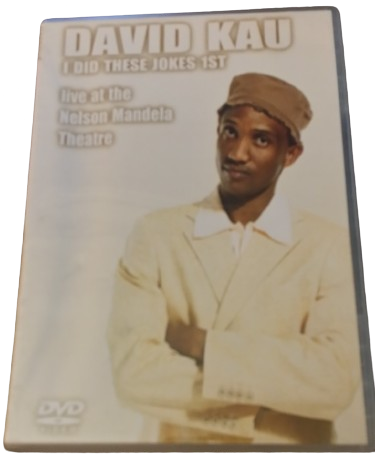 DAVID KAU
I DID THESE JOKES 1ST
live at the
Nelson Mandela
Theatre
DVD